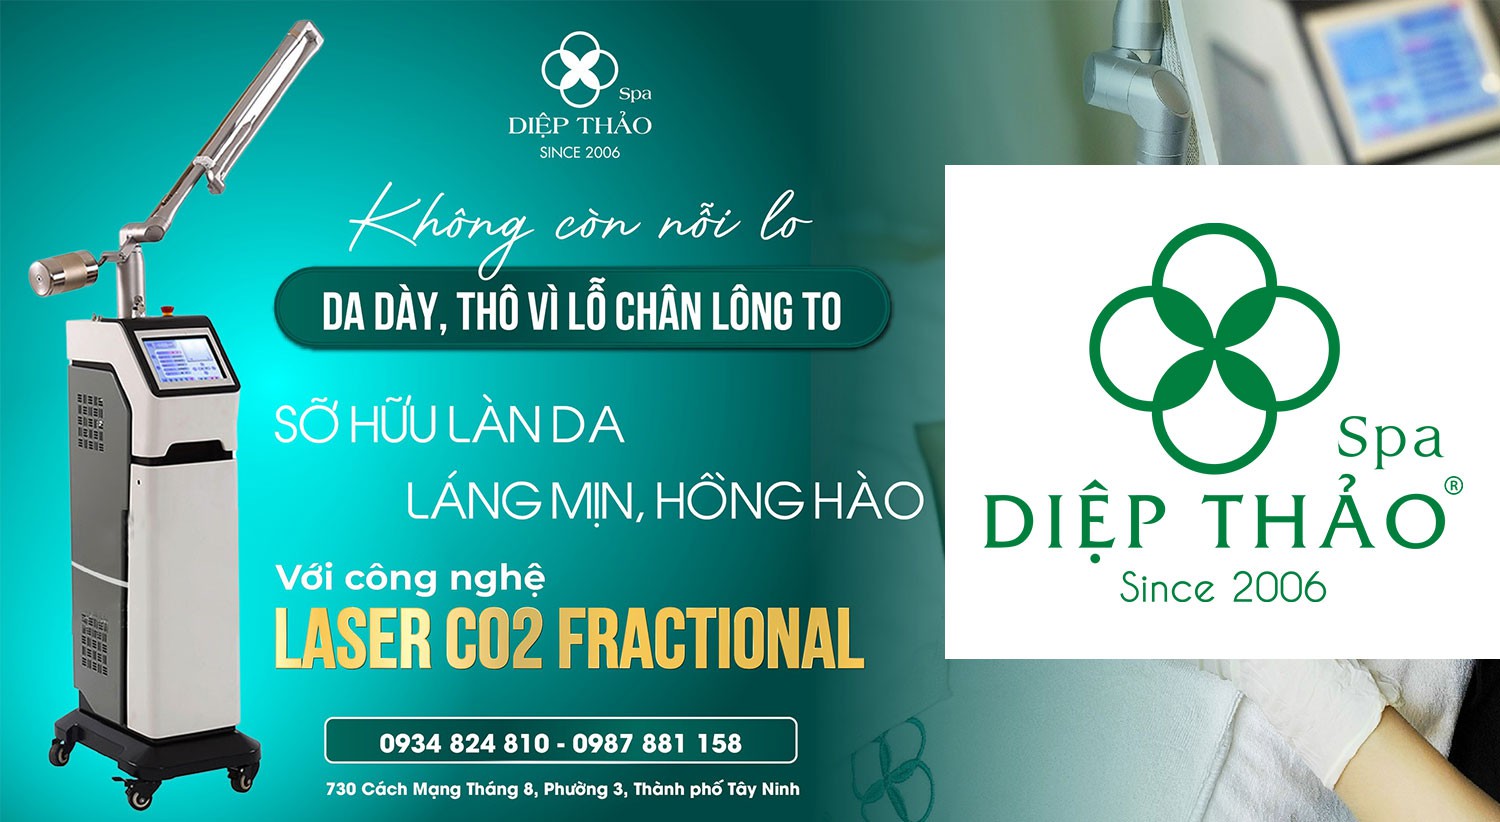 Spa
DIỆP THẢO
SINCE 2006
Không còn nỗi lo
DA DÀY, THÔ VÌ LỖ CHÂN LÔNG TO
SỠ HỮU LÀN DA
LÁNG MỊN, HỒNG HÀO
Với công nghệ
LASER CO2 FRACTIONAL
0934 824 810 - 0987 881 158
730 Cách Mạng Tháng 8, Phường 3, Thành phố Tây Ninh
Spa
DIỆP THẢO®
Since 2006